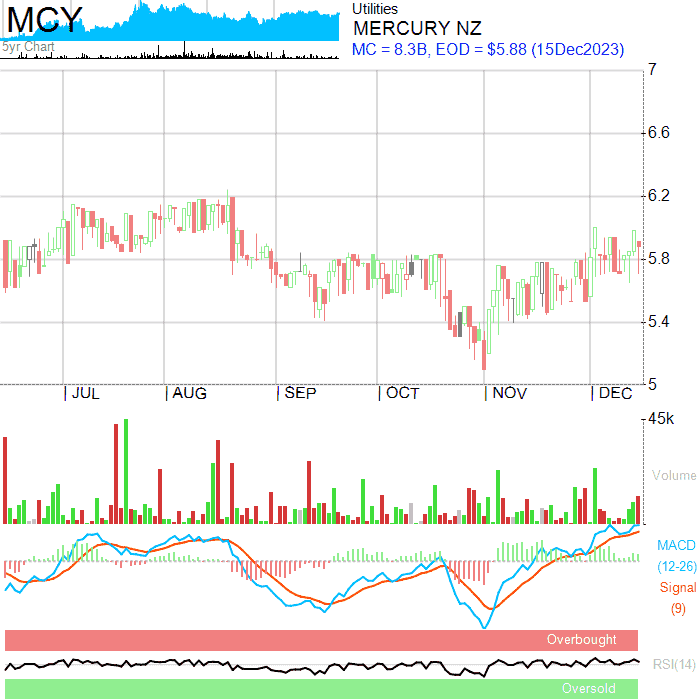 MCY
Utilities
MERCURY NZ
5yr Chart
MC = 8.3B, EOD = $5.88 (15Dec2023)
7
6.6
6.2
5.8
5.4
5
| JUL | AUG | SEP | OCT | NOV | DEC
45k
Volume
MACD
(12-26)
Signal
(9)
Overbought
RSI(14)
Oversold